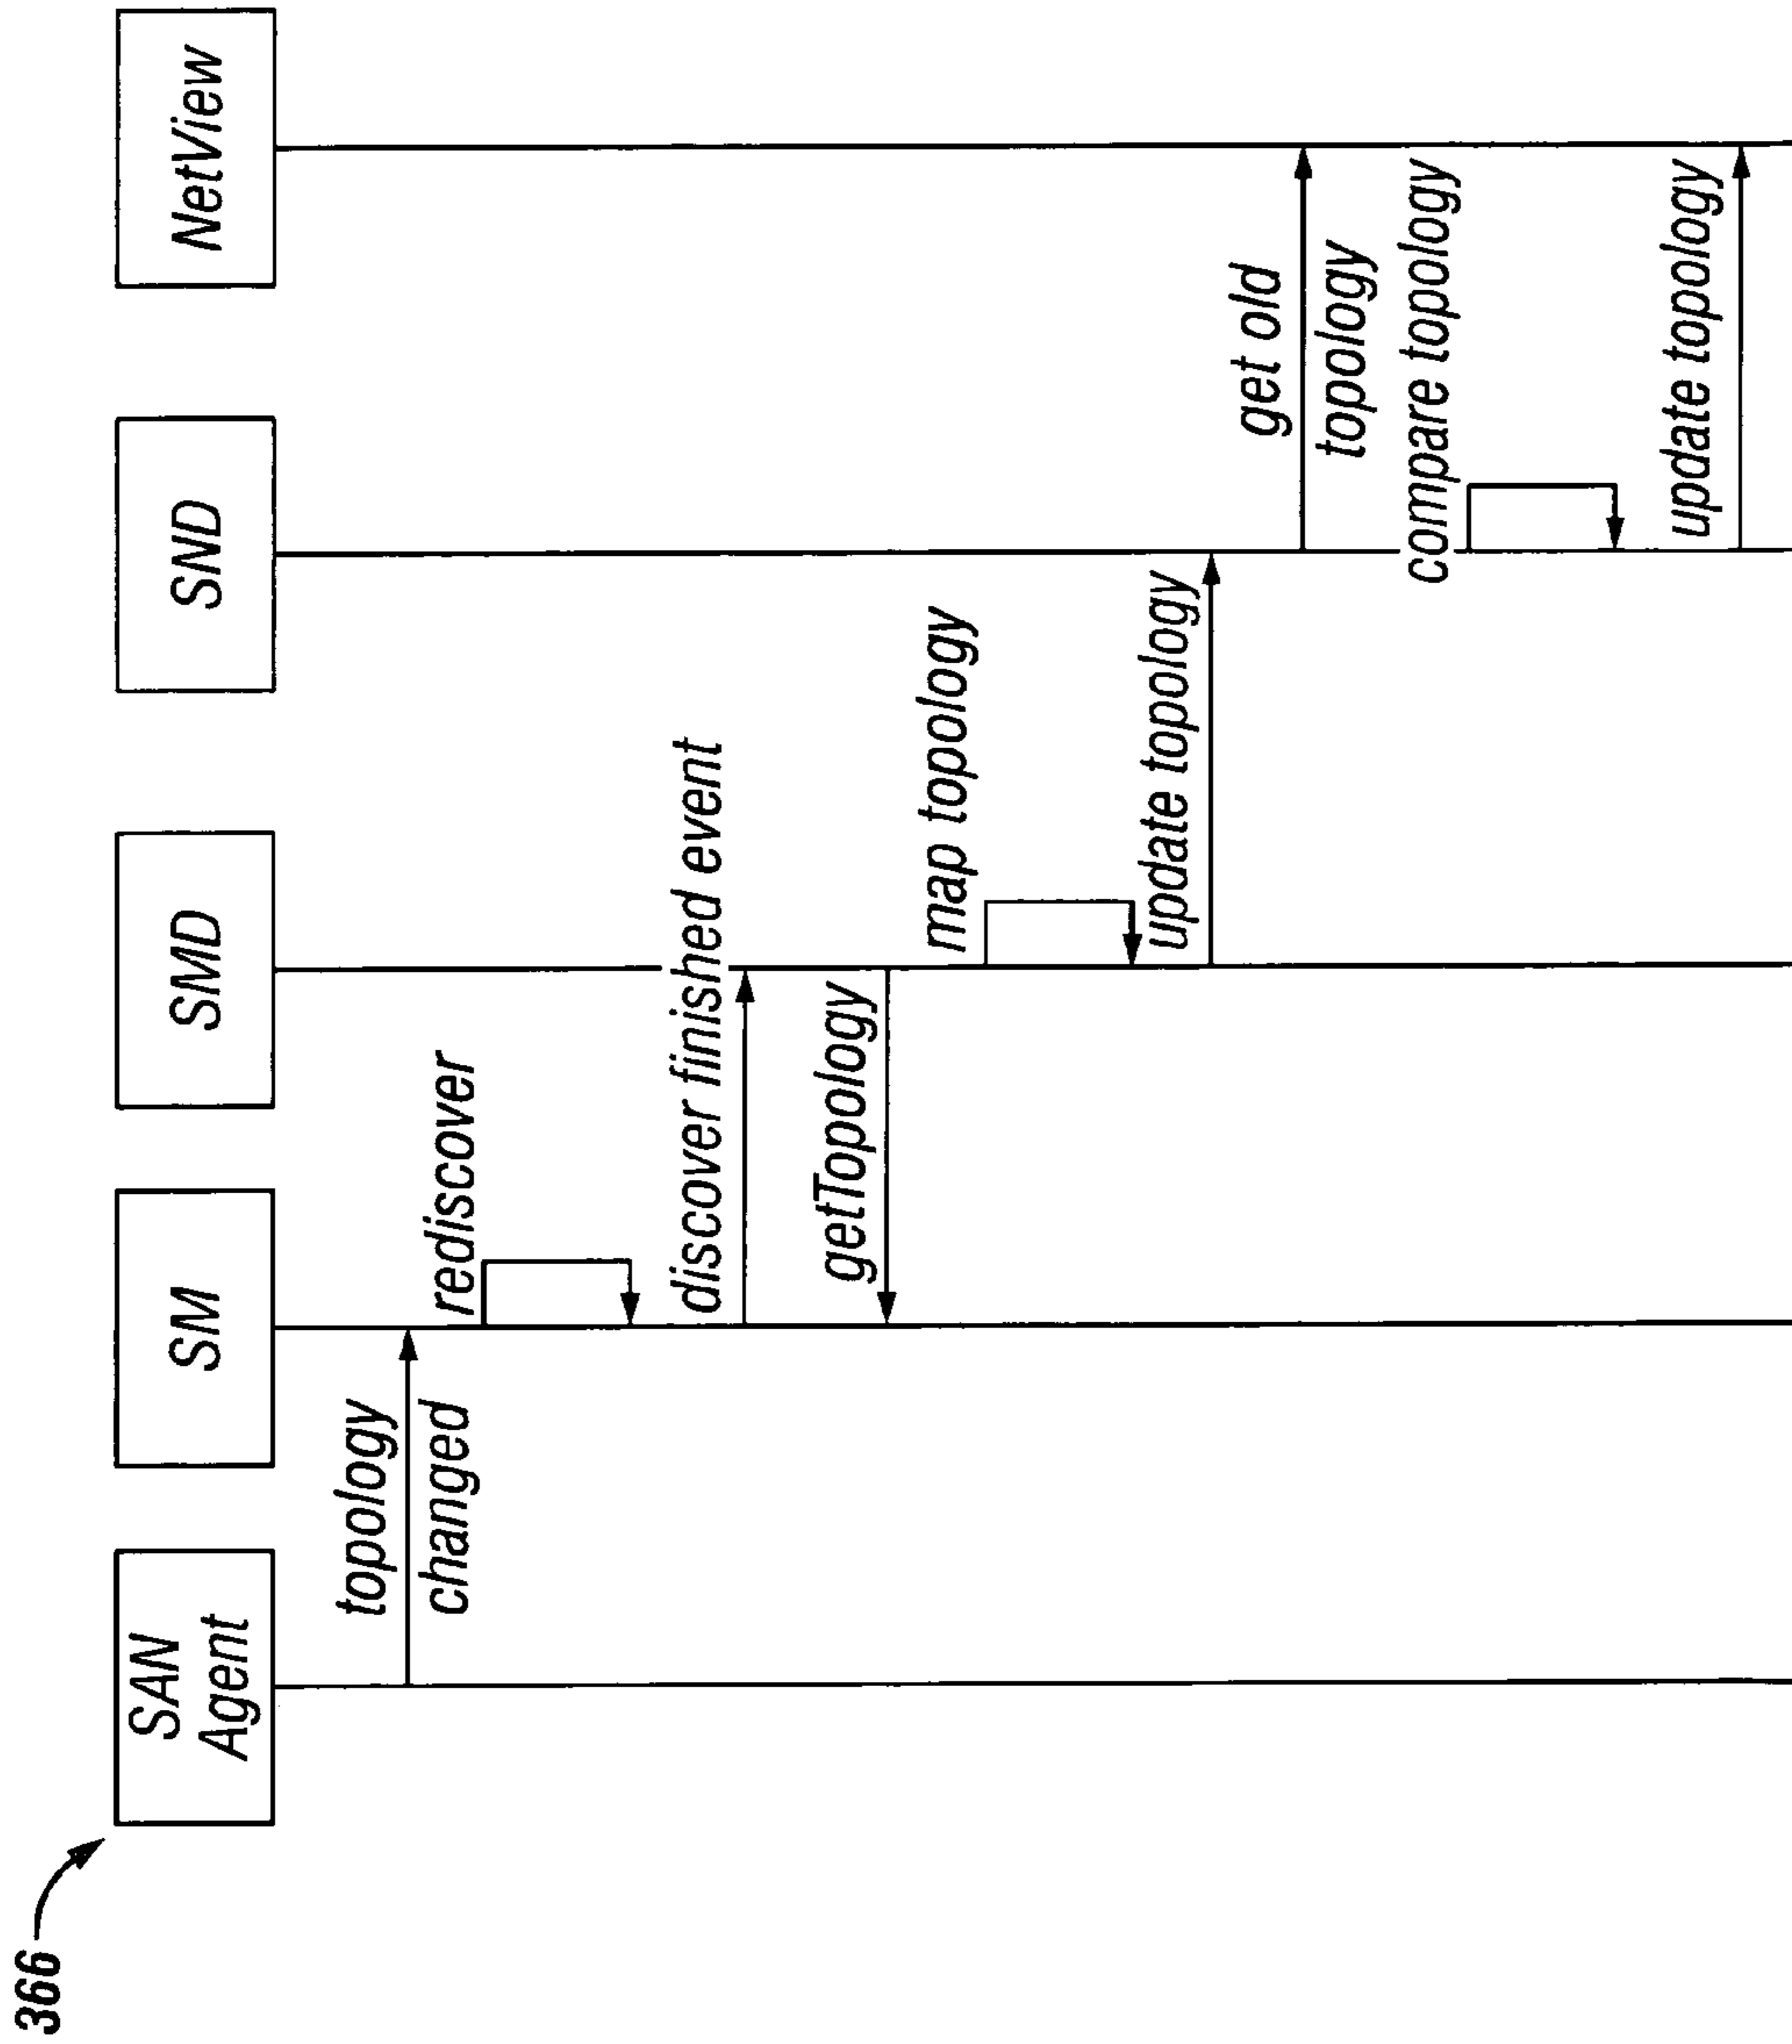 366
SAN
Agent
SM
SMD
SND
NetView
topology
changed
rediscover
discover finished event
getTopology
map topology
update topology
get old
topology
compare topology
update topology